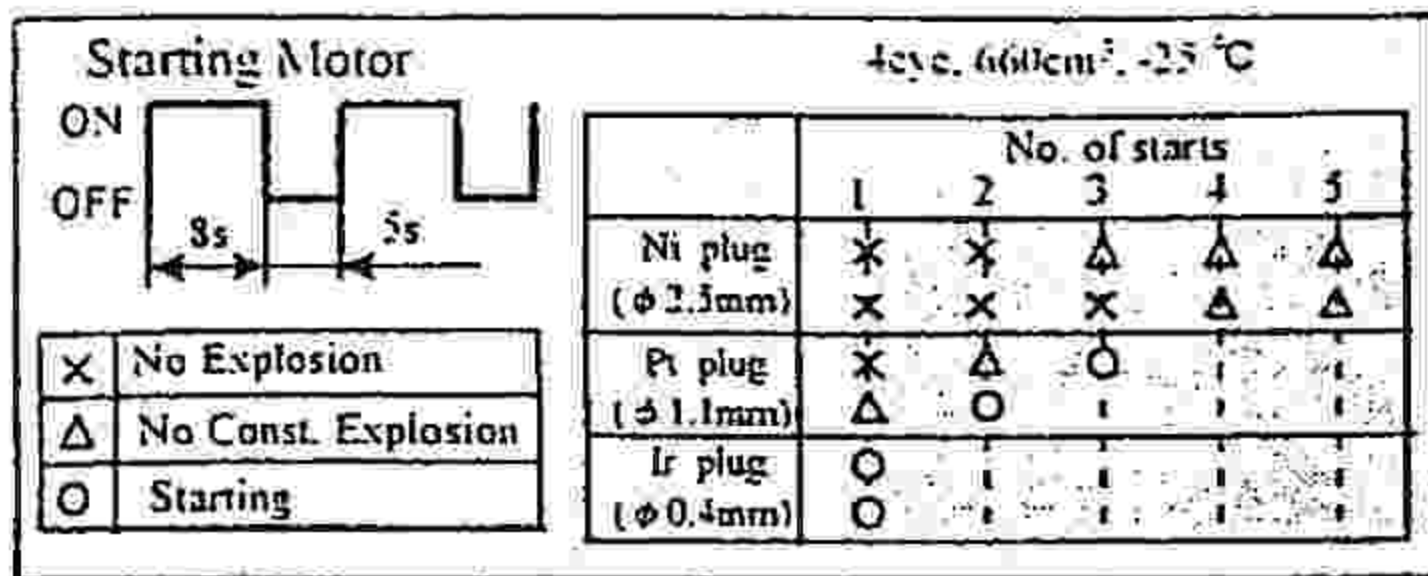 Starting Motor
ON
OFF
8s 5s
× No Explosion
△ No Const. Explosion
○ Starting
4cyc. 660cm³. -25 °C
No. of starts
1 2 3 4 5
Ni plug × × △ △ △
(φ2.5mm) × × × △ △
Pt plug × △ ○
(φ1.1mm) △ ○
Ir plug ○
(φ0.4mm) ○